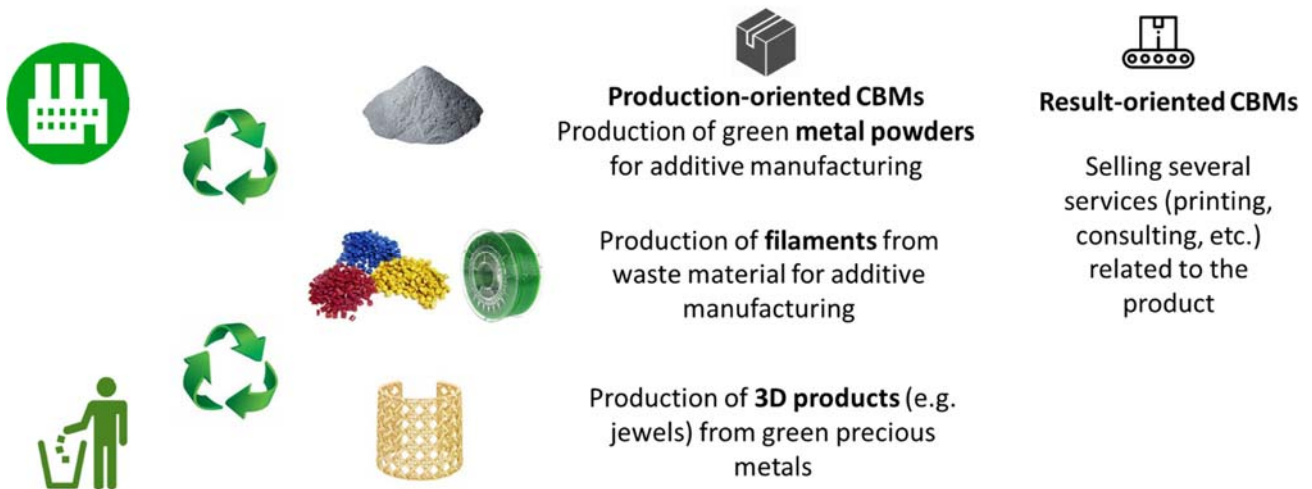 Production-oriented CBMs
Production of green metal powders
for additive manufacturing
Production of filaments from
waste material for additive
manufacturing
Production of 3D products (e.g.
jewels) from green precious
metals
Result-oriented CBMs
Selling several
services (printing,
consulting, etc.)
related to the
product